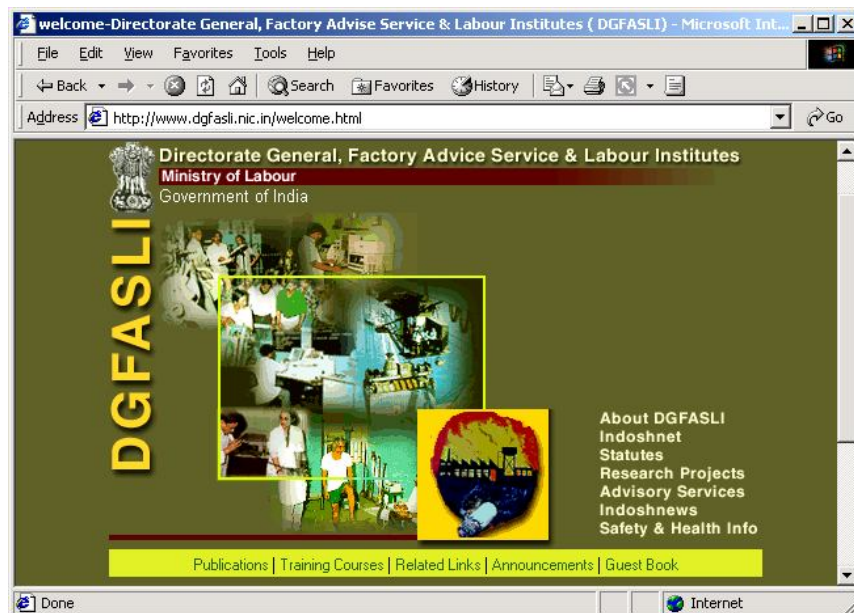 welcome-Directorate General, Factory Advise Service & Labour Institutes ( DGFASLI) - Microsoft Int...
File Edit View Favorites Tools Help
Back Search Favorites History
Address http://www.dgfasli.nic.in/welcome.html Go
Directorate General, Factory Advice Service & Labour Institutes
Ministry of Labour
Government of India
DGFASLI
About DGFASLI
Indoshnet
Statutes
Research Projects
Advisory Services
Indoshnews
Safety & Health Info
Publications | Training Courses | Related Links | Announcements | Guest Book
Done Internet